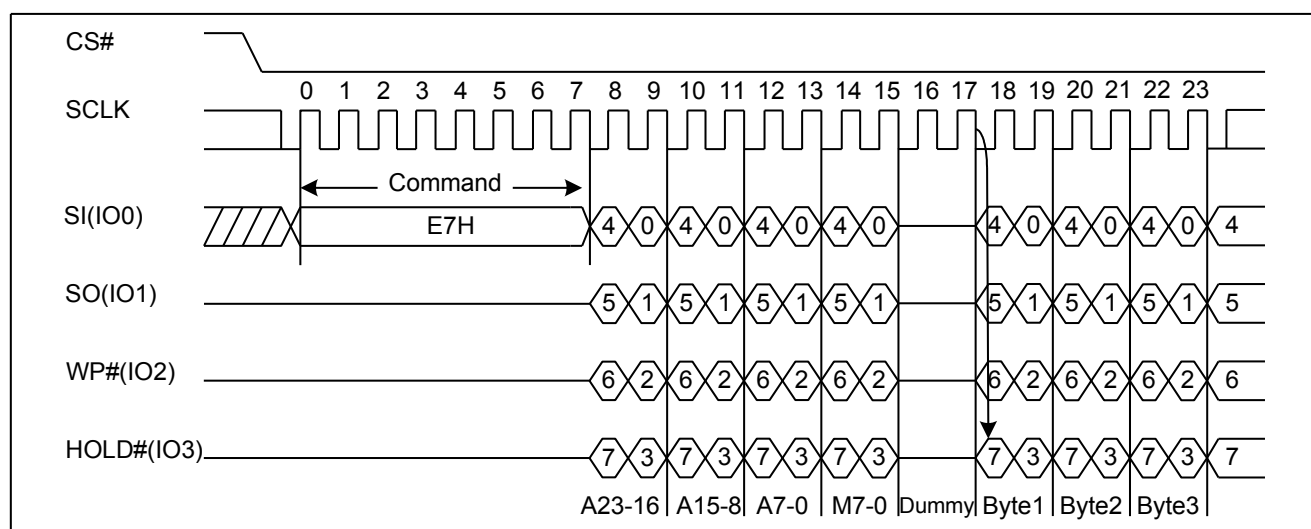 CS#
0 1 2 3 4 5 6 7 8 9 10 11 12 13 14 15 16 17 18 19 20 21 22 23
SCLK
Command
SI(IO0) E7H 4 0 4 0 4 0 4 0 4 0 4 0 4 0 4
SO(IO1) 5 1 5 1 5 1 5 1 5 1 5 1 5 1 5
WP#(IO2) 6 2 6 2 6 2 6 2 6 2 6 2 6 2 6
HOLD#(IO3) 7 3 7 3 7 3 7 3 7 3 7 3 7 3 7
A23-16 A15-8 A7-0 M7-0 Dummy Byte1 Byte2 Byte3